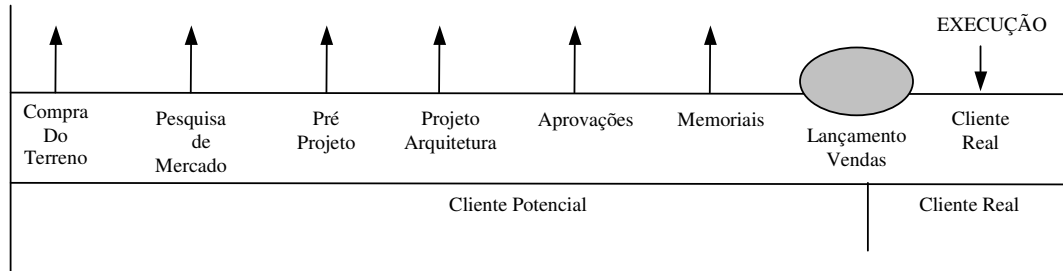 EXECUÇÃO
Compra
Do
Terreno
Pesquisa
de
Mercado
Pré
Projeto
Projeto
Arquitetura
Aprovações
Memoriais
Lançamento
Vendas
Cliente
Real
Cliente Potencial
Cliente Real